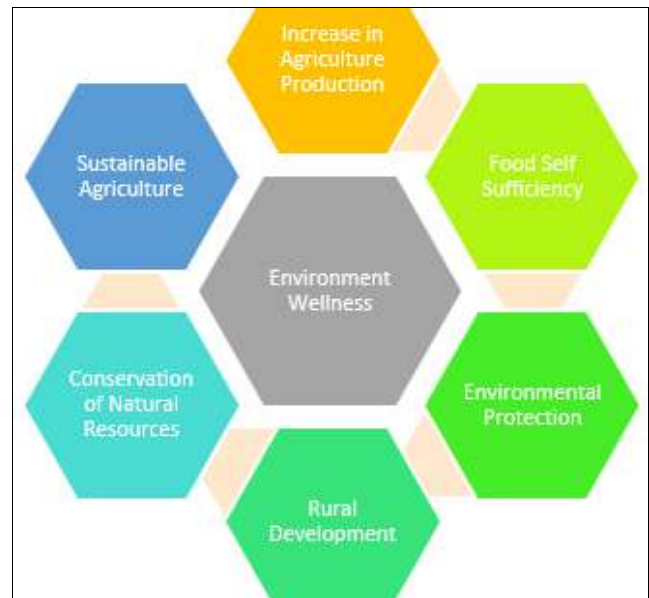 Increase in
Agriculture
Production
Food Self
Sufficiency
Environmental
Protection
Rural
Development
Conservation
of Natural
Resources
Sustainable
Agriculture
Environment
Wellness